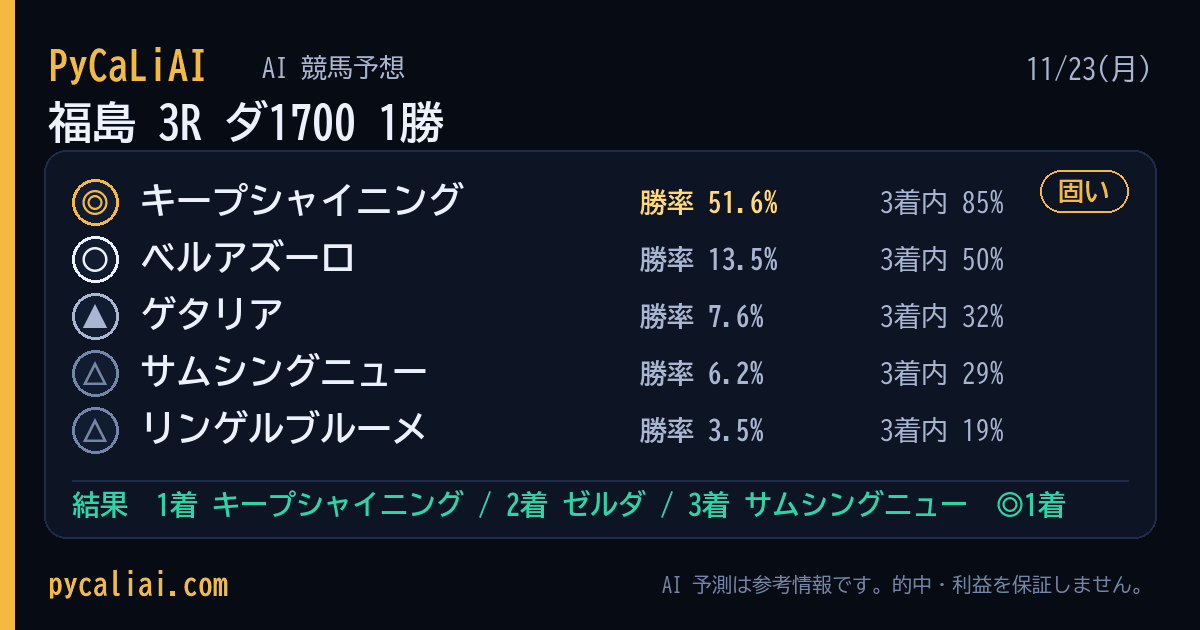 PyCaLiAI AI 競馬予想 11/23(月)
福島 3R ダ1700 1勝
◎ キープシャイニング 勝率 51.6% 3着内 85% 固い
○ ベルアズーロ 勝率 13.5% 3着内 50%
▲ ゲタリア 勝率 7.6% 3着内 32%
△ サムシングニュー 勝率 6.2% 3着内 29%
△ リンゲルブルーメ 勝率 3.5% 3着内 19%
結果 1着 キープシャイニング / 2着 ゼルダ / 3着 サムシングニュー ◎1着
pycaliai.com AI 予測は参考情報です。的中・利益を保証しません。